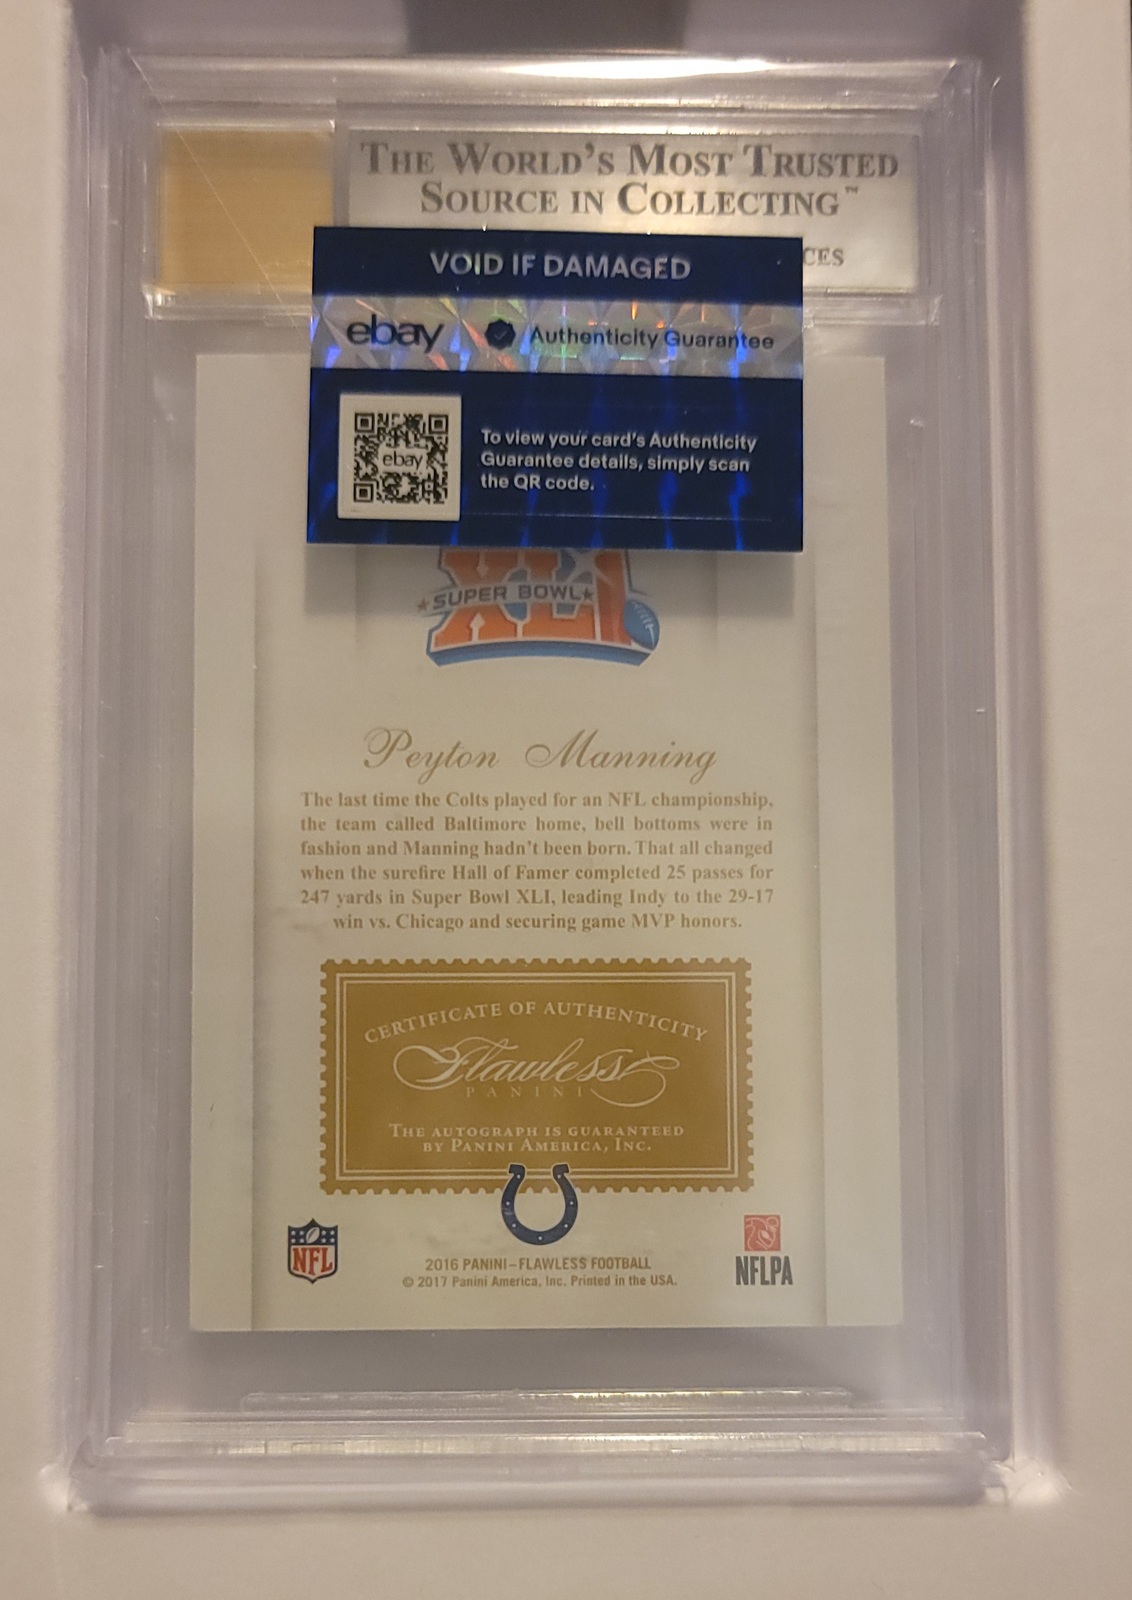 THE WORLD'S MOST TRUSTED
SOURCE IN COLLECTING™
CES
VOID IF DAMAGED
ebay Authenticity Guarantee
ebay
To view your card's Authenticity
Guarantee details, simply scan
the QR code.
XLI
SUPER BOWL
Peyton Manning
The last time the Colts played for an NFL championship,
the team called Baltimore home, bell bottoms were in
fashion and Manning hadn't been born. That all changed
when the surefire Hall of Famer completed 25 passes for
247 yards in Super Bowl XLI, leading Indy to the 29-17
win vs. Chicago and securing game MVP honors.
CERTIFICATE OF AUTHENTICITY
Flawless
PANINI
THE AUTOGRAPH IS GUARANTEED
BY PANINI AMERICA, INC.
NFL
NFLPA
2016 PANINI–FLAWLESS FOOTBALL
© 2017 Panini America, Inc. Printed in the USA.